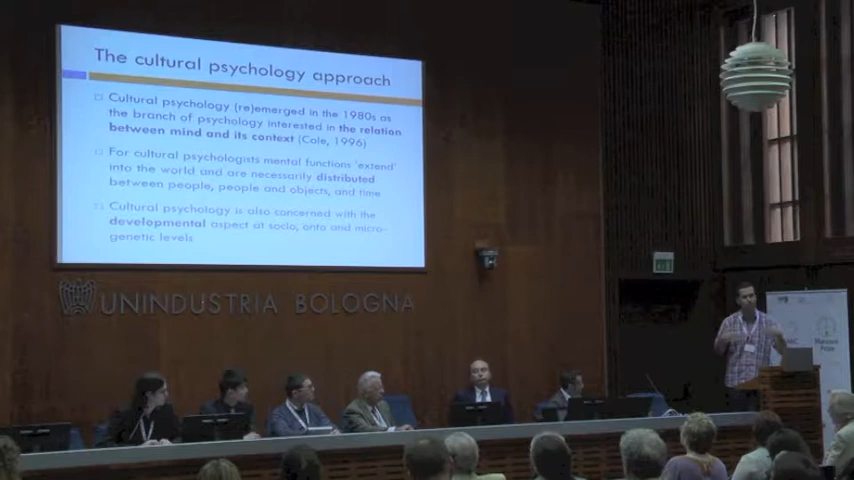 The cultural psychology approach
Cultural psychology (re)emerged in the 1980s as
the branch of psychology interested in the relation
between mind and its context (Cole, 1996)
For cultural psychologists mental functions 'extend'
into the world and are necessarily distributed
between people, people and objects, and time
Cultural psychology is also concerned with the
developmental aspect at socio, onto and micro-
genetic levels
UNINDUSTRIA BOLOGNA
Marconi
Prize